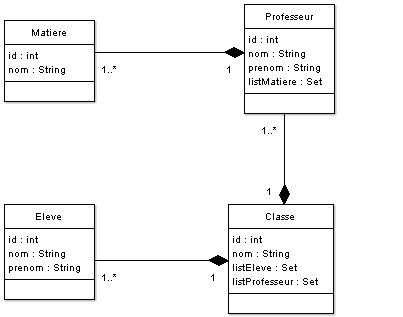 Professeur
id : int
nom : String
prenom : String
listMatiere : Set
Matiere
id : int
nom : String
1..*
1
1..*
1
Eleve
id : int
nom : String
prenom : String
1..*
1
Classe
id : int
nom : String
listEleve : Set
listProfesseur : Set